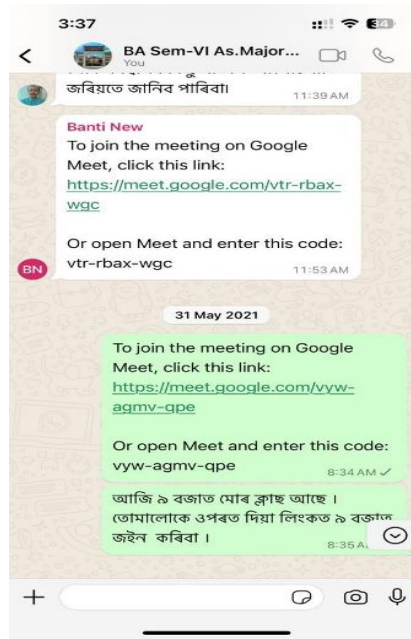 3:37
34
BA Sem-VI As.Major...
You
জৰিয়তে জানিব পাৰিবা।
11:39 AM
Banti New
To join the meeting on Google
Meet, click this link:
https://meet.google.com/vtr-rbax-
wgc
Or open Meet and enter this code:
BN
vtr-rbax-wgc
11:53 AM
31 May 2021
To join the meeting on Google
Meet, click this link:
https://meet.google.com/vyw-
agmv-qpe
Or open Meet and enter this code:
vyw-agmv-qpe
8:34 AM
আজি ৯ বজাত মোৰ ক্লাছ আছে ।
তোমালোকে ওপৰত দিয়া লিংকত ৯ বজাত
জইন কৰিবা ।
8:35 A